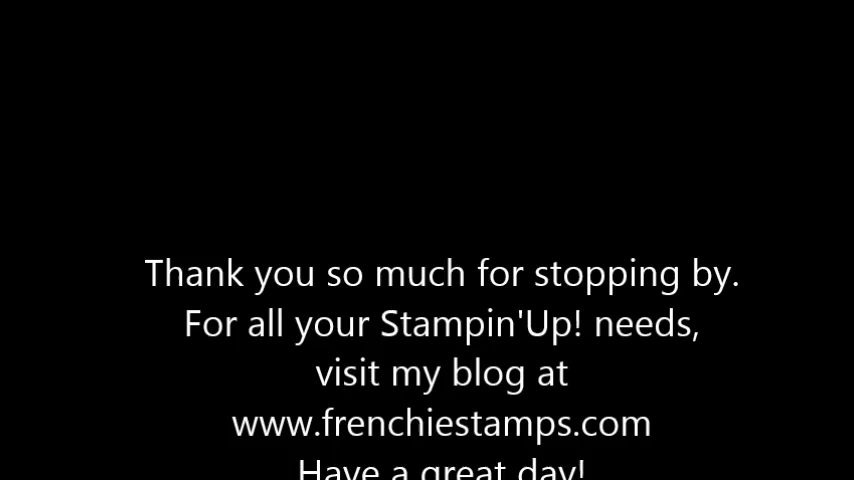 Thank you so much for stopping by.
For all your Stampin'Up! needs,
visit my blog at
www.frenchiestamps.com
Have a great day!